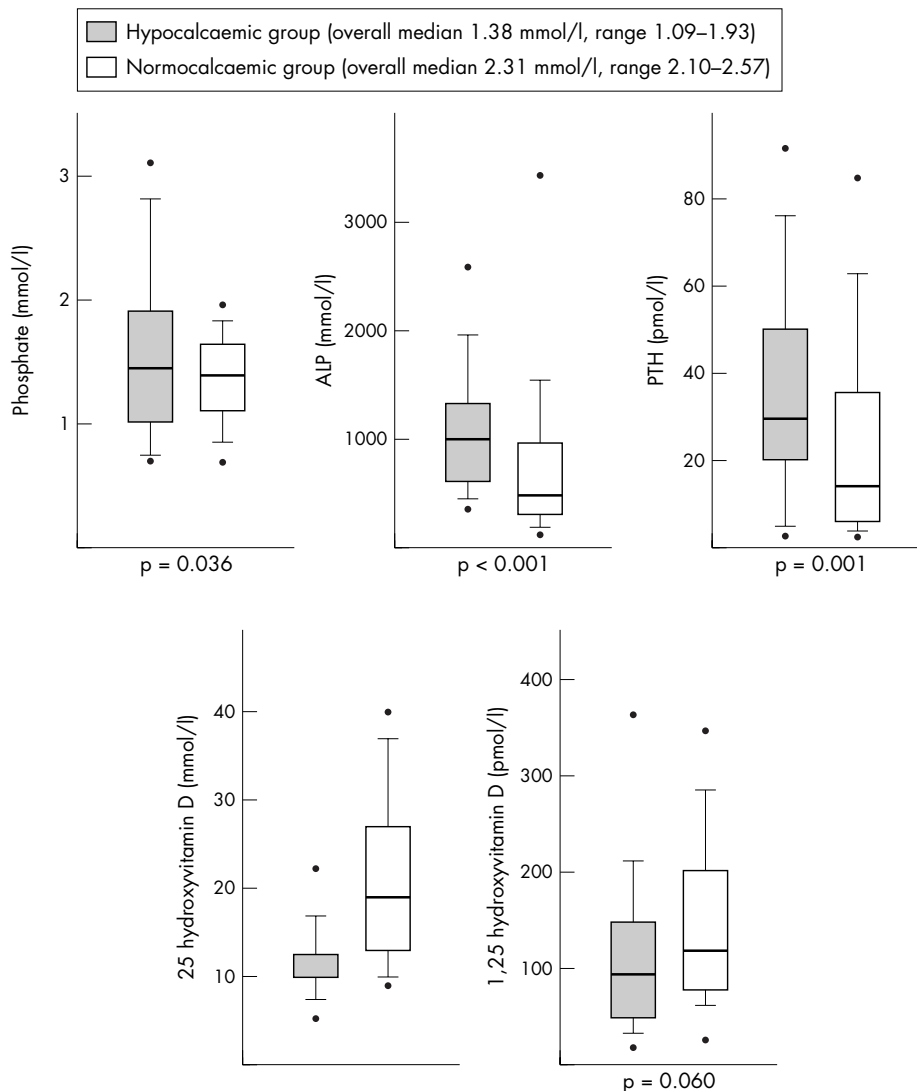 Hypocalcaemic group (overall median 1.38 mmol/l, range 1.09–1.93)
Normocalcaemic group (overall median 2.31 mmol/l, range 2.10–2.57)
Phosphate (mmol/l)
3
2
1
p = 0.036
ALP (mmol/l)
3000
2000
1000
p < 0.001
PTH (pmol/l)
80
60
40
20
p = 0.001
25 hydroxyvitamin D (mmol/l)
40
30
20
10
1,25 hydroxyvitamin D (pmol/l)
400
300
200
100
p = 0.060